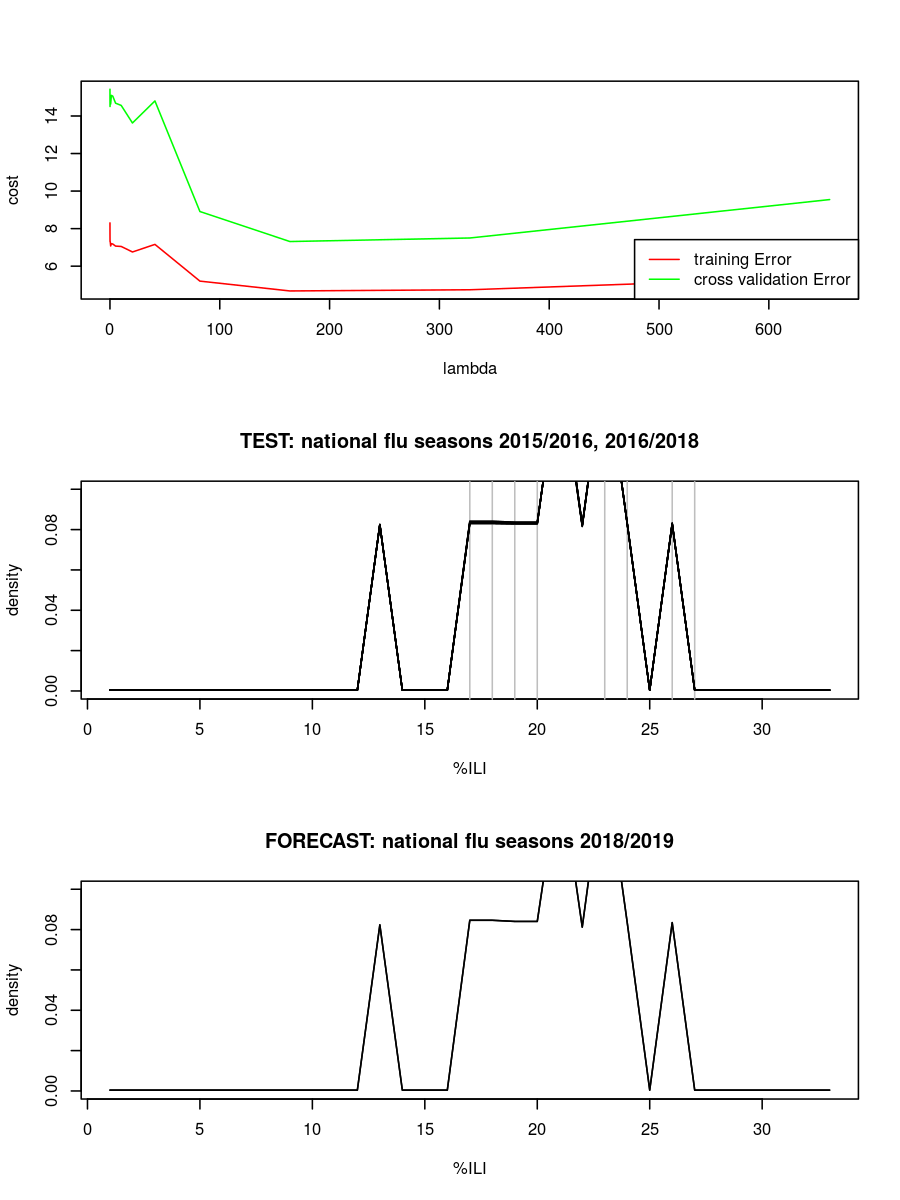 14
12
10
8
6
cost
training Error
cross validation Error
0 100 200 300 400 500 600
lambda
TEST: national flu seasons 2015/2016, 2016/2018
0.08
0.04
0.00
density
0 5 10 15 20 25 30
%ILI
FORECAST: national flu seasons 2018/2019
0.08
0.04
0.00
density
0 5 10 15 20 25 30
%ILI